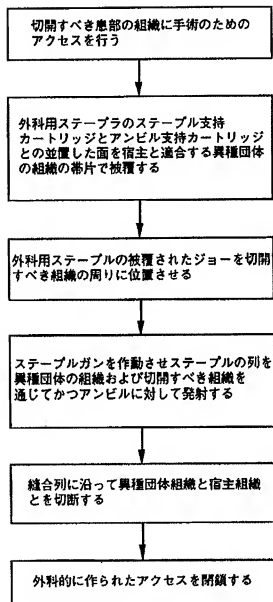 切開すべき患部の組織に手術のための
アクセスを行う
外科用ステープラのステープル支持
カートリッジとアンビル支持カートリッジ
との並置した面を宿主と適合する異種団体
の組織の帯片で被覆する
外科用ステープルの被覆されたジョーを切開
すべき組織の周りに位置させる
ステープルガンを作動させステープルの列を
異種団体の組織および切開すべき組織を
通じてかつアンビルに対して発射する
縫合列に沿って異種団体組織と宿主組織
とを切断する
外科的に作られたアクセスを閉鎖する